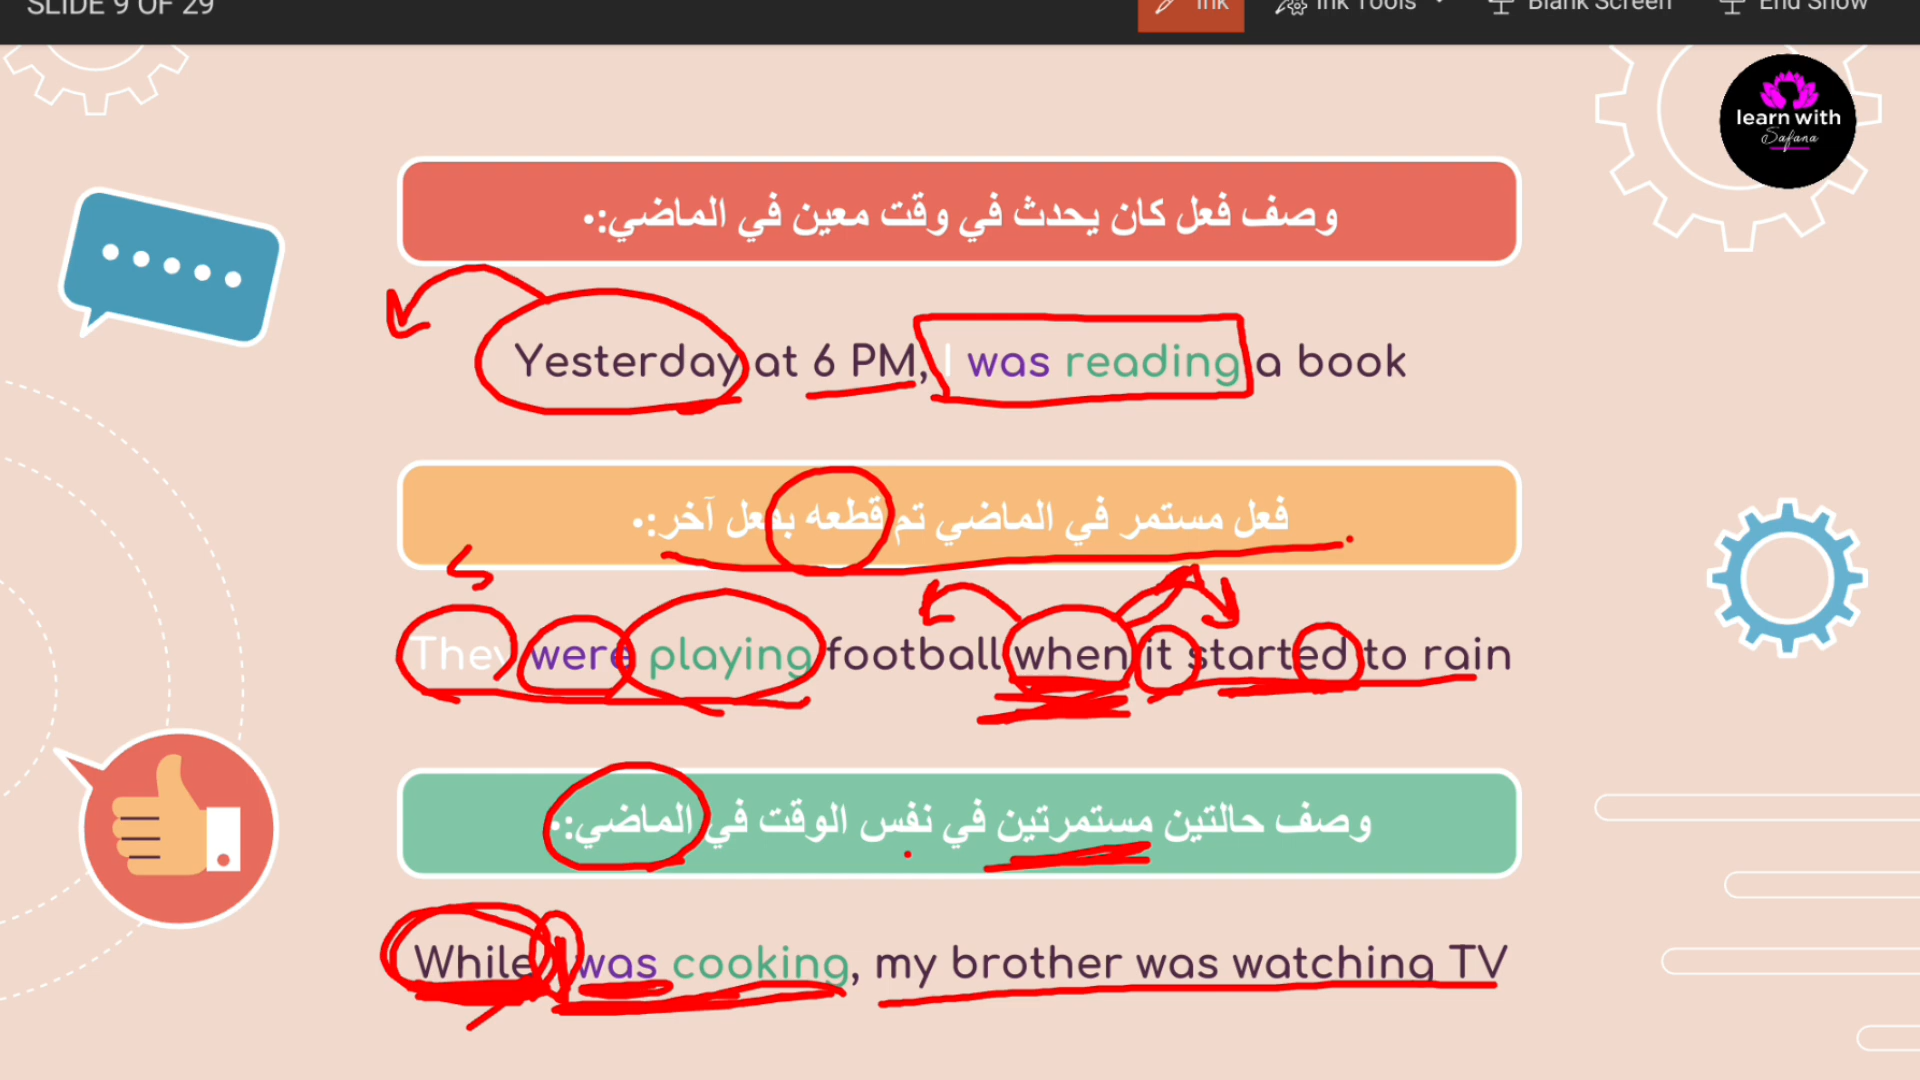 SLIDE 9 OF 29
Ink Ink Tools Blank Screen End Show
learn with
Safana
وصف فعل كان يحدث في وقت معين في الماضي:•
Yesterday at 6 PM, I was reading a book
فعل مستمر في الماضي تم قطعه بفعل آخر:•
They were playing football when it started to rain
وصف حالتين مستمرتين في نفس الوقت في الماضي:•
While I was cooking, my brother was watching TV